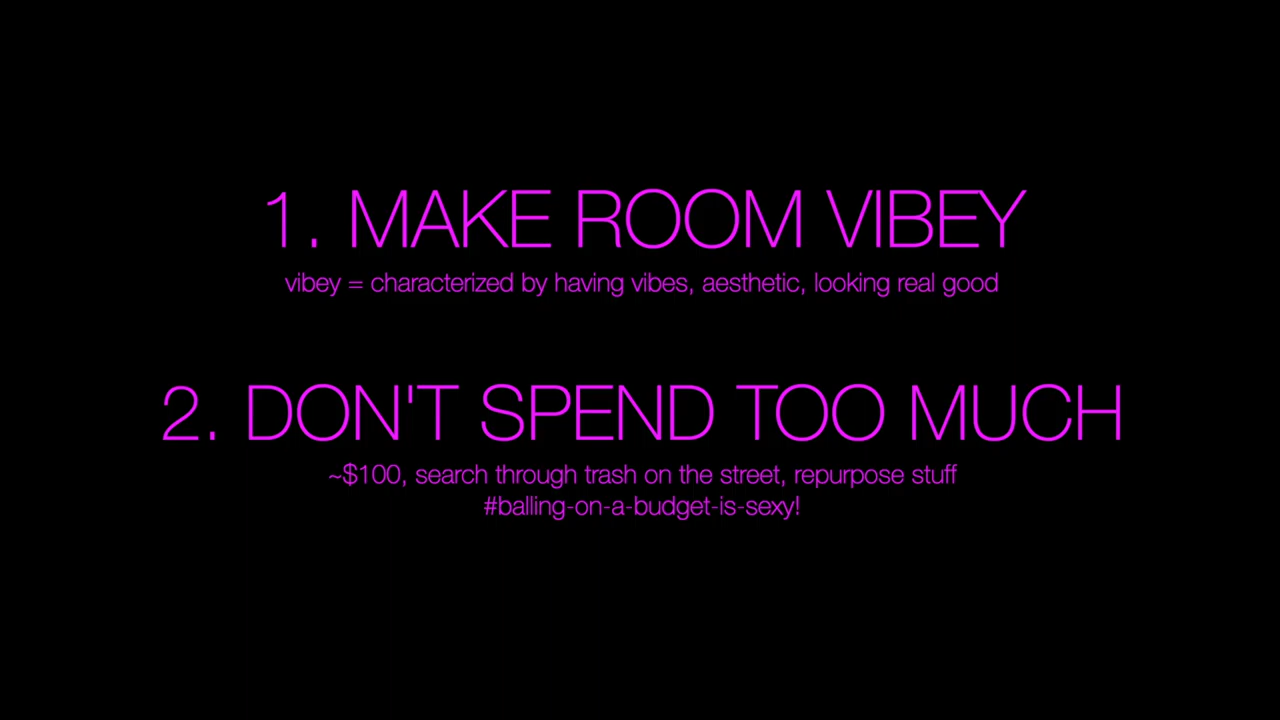 1. MAKE ROOM VIBEY
vibey = characterized by having vibes, aesthetic, looking real good
2. DON'T SPEND TOO MUCH
~$100, search through trash on the street, repurpose stuff
#balling-on-a-budget-is-sexy!